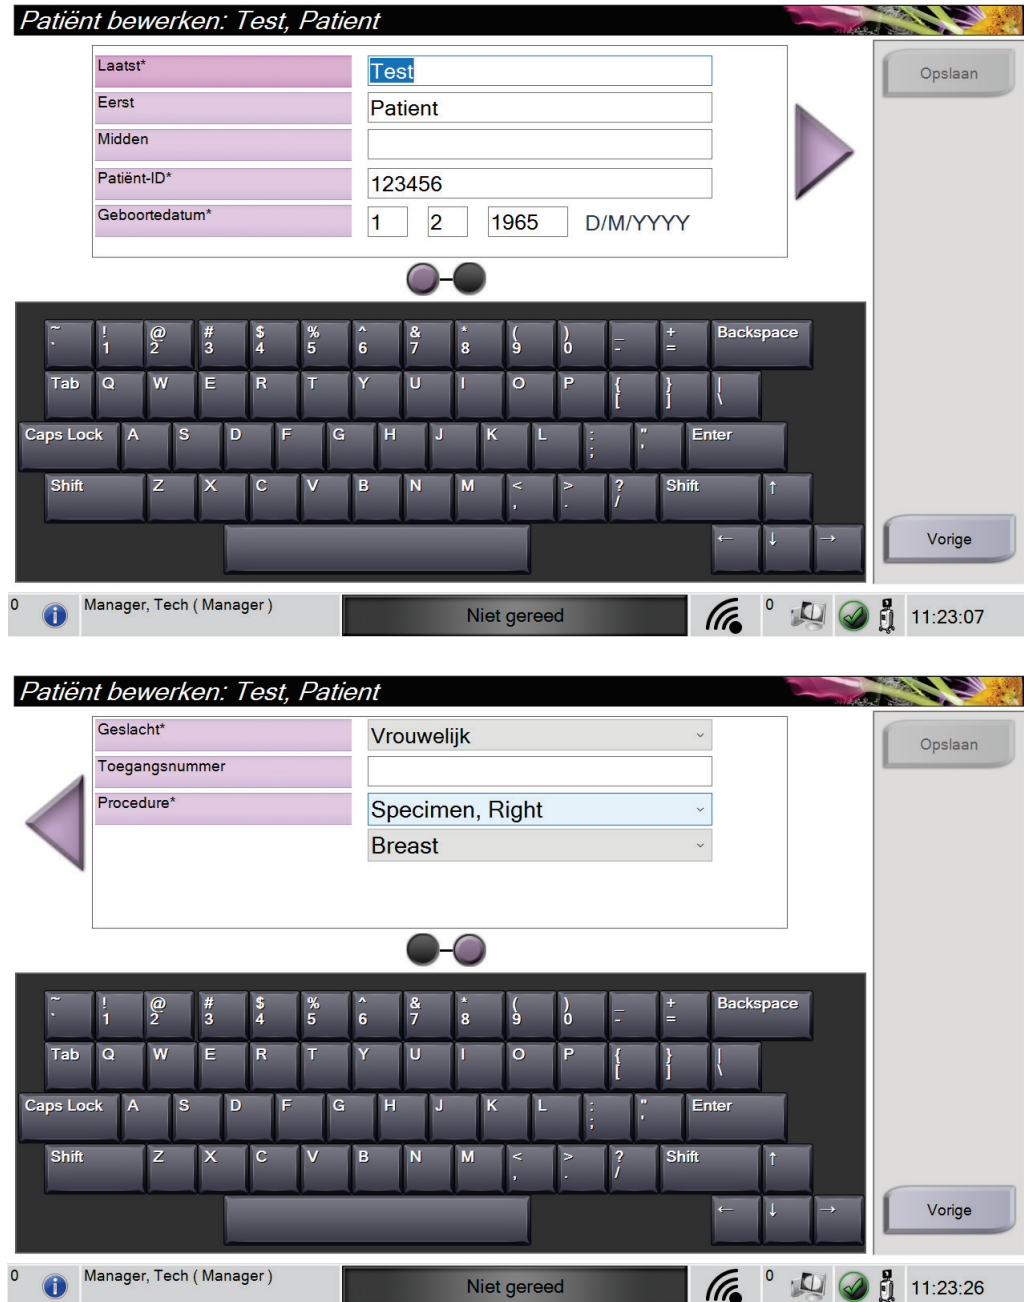 Patiënt bewerken: Test, Patient
Laatst* Test
Opslaan
Eerst Patient
Midden
Patiënt-ID* 123456
Geboortedatum* 1 2 1965 D/M/YYYY
~ ! @ # $ % ^ & * ( ) _ + Backspace
` 1 2 3 4 5 6 7 8 9 0 - =
Tab Q W E R T Y U I O P { } |
[ ] \
Caps Lock A S D F G H J K L : " Enter
; '
Shift Z X C V B N M < > ? Shift ↑
, . /
← ↓ →
Vorige
0 Manager, Tech ( Manager ) Niet gereed 0 11:23:07
Patiënt bewerken: Test, Patient
Geslacht* Vrouwelijk
Opslaan
Toegangsnummer
Procedure* Specimen, Right
Breast
~ ! @ # $ % ^ & * ( ) _ + Backspace
` 1 2 3 4 5 6 7 8 9 0 - =
Tab Q W E R T Y U I O P { } |
[ ] \
Caps Lock A S D F G H J K L : " Enter
; '
Shift Z X C V B N M < > ? Shift ↑
, . /
← ↓ →
Vorige
0 Manager, Tech ( Manager ) Niet gereed 0 11:23:26